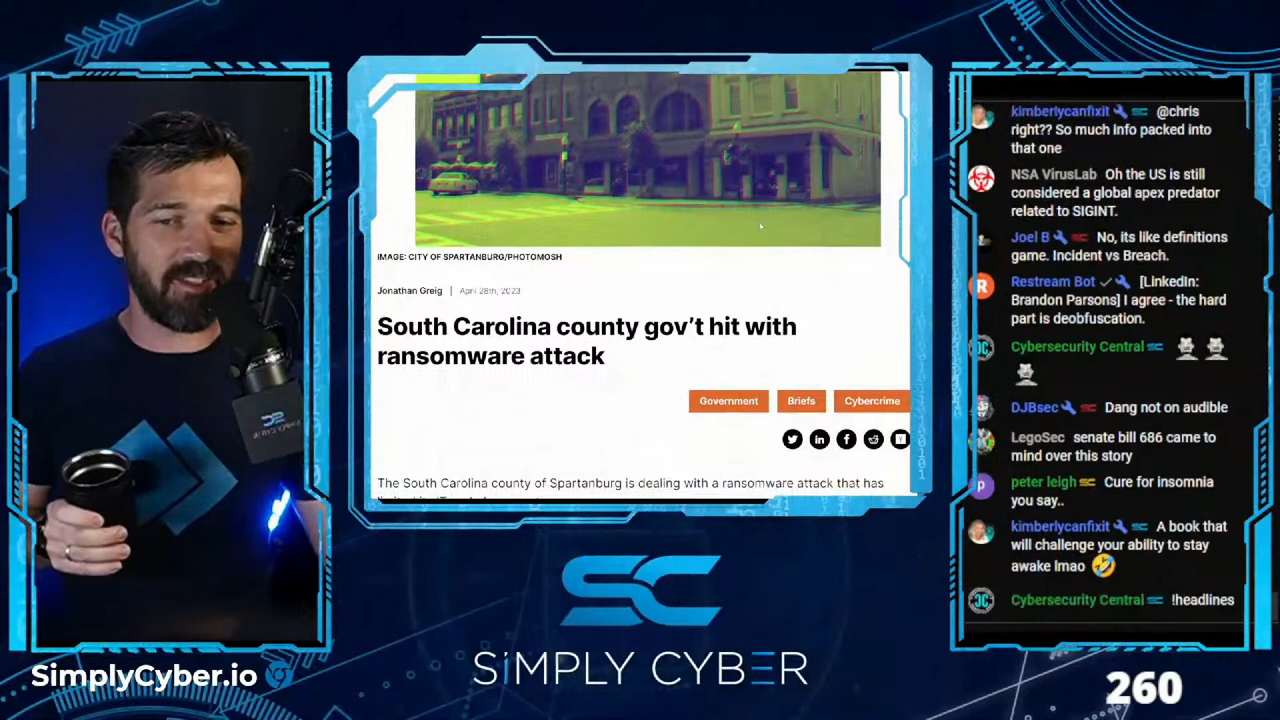 IMAGE: CITY OF SPARTANBURG/PHOTOMOSH
Jonathan Greig | April 28th, 2023
South Carolina county gov’t hit with
ransomware attack
Government
Briefs
Cybercrime
The South Carolina county of Spartanburg is dealing with a ransomware attack that has
SC
SIMPLY CYBER
SimplyCyber.io
kimberlycanfixit @chris
right?? So much info packed into
that one
NSA VirusLab Oh the US is still
considered a global apex predator
related to SIGINT.
Joel B No, its like definitions
game. Incident vs Breach.
Restream Bot [LinkedIn:
Brandon Parsons] I agree - the hard
part is deobfuscation.
Cybersecurity Central
DJBsec Dang not on audible
LegoSec senate bill 686 came to
mind over this story
peter leigh Cure for insomnia
you say..
kimberlycanfixit A book that
will challenge your ability to stay
awake lmao
Cybersecurity Central !headlines
260